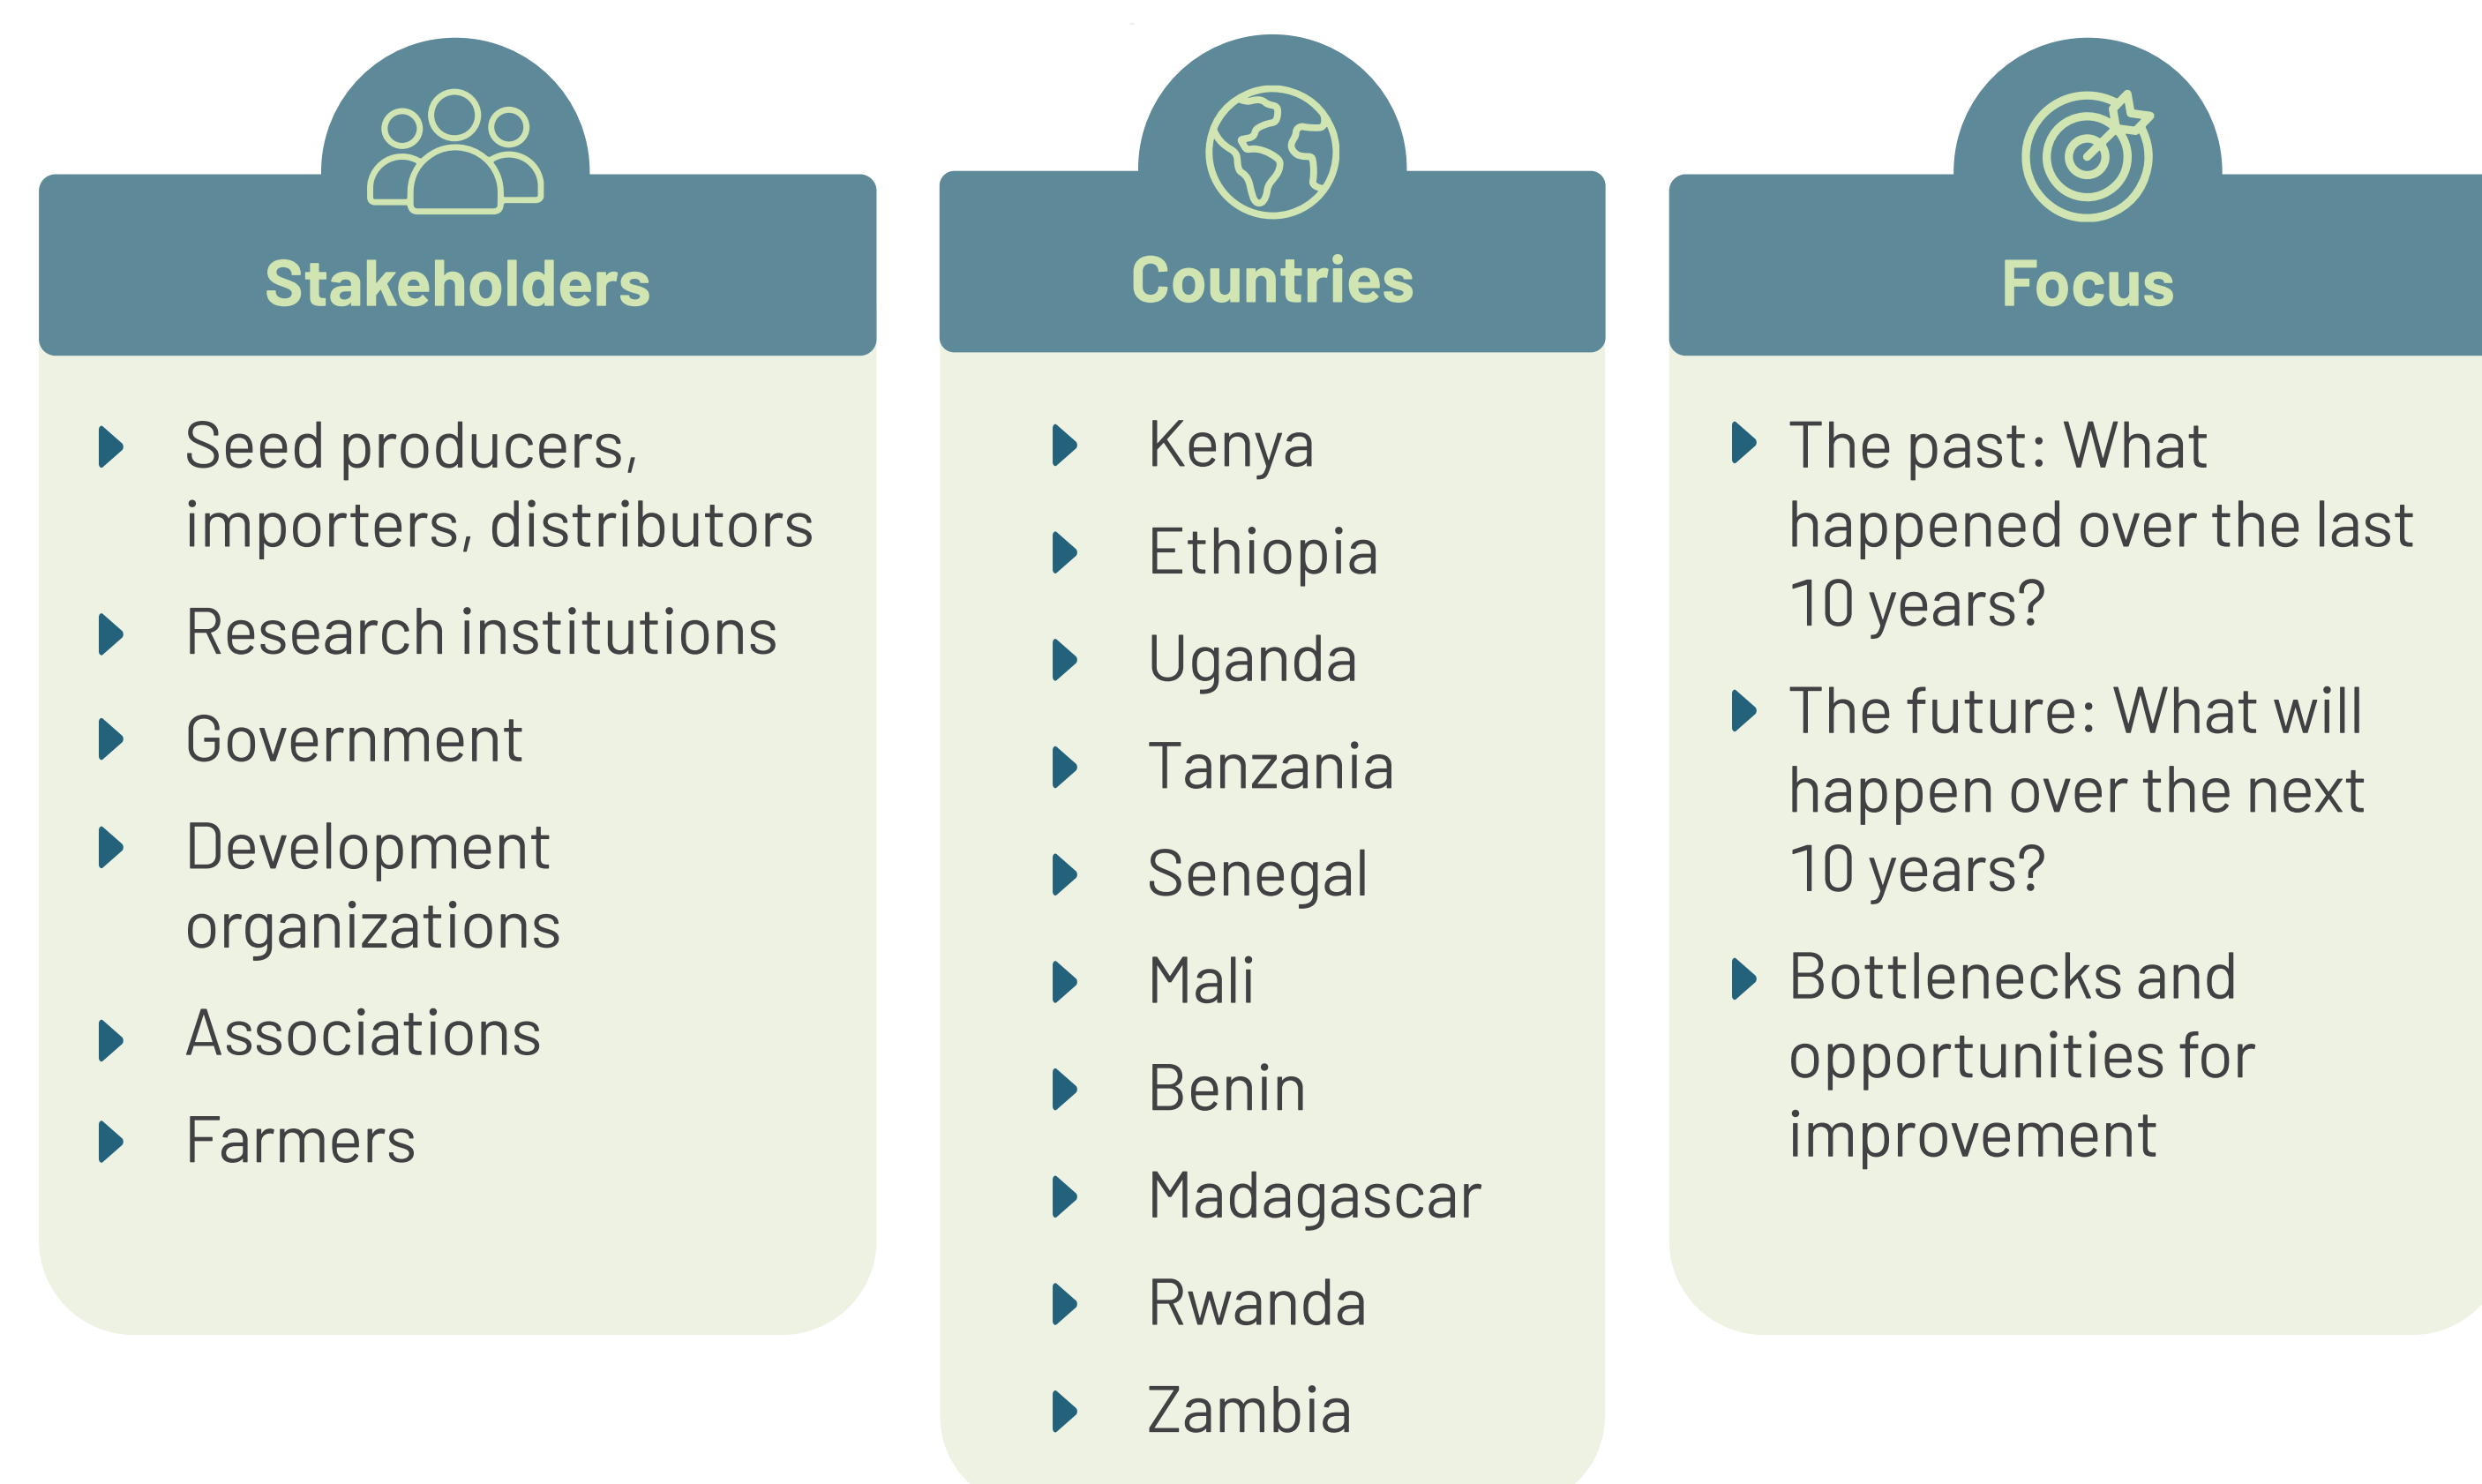 Stakeholders
Seed producers,
importers, distributors
Research institutions
Government
Development
organizations
Associations
Farmers
Countries
Kenya
Ethiopia
Uganda
Tanzania
Senegal
Mali
Benin
Madagascar
Rwanda
Zambia
Focus
The past: What
happened over the last
10 years?
The future: What will
happen over the next
10 years?
Bottlenecks and
opportunities for
improvement